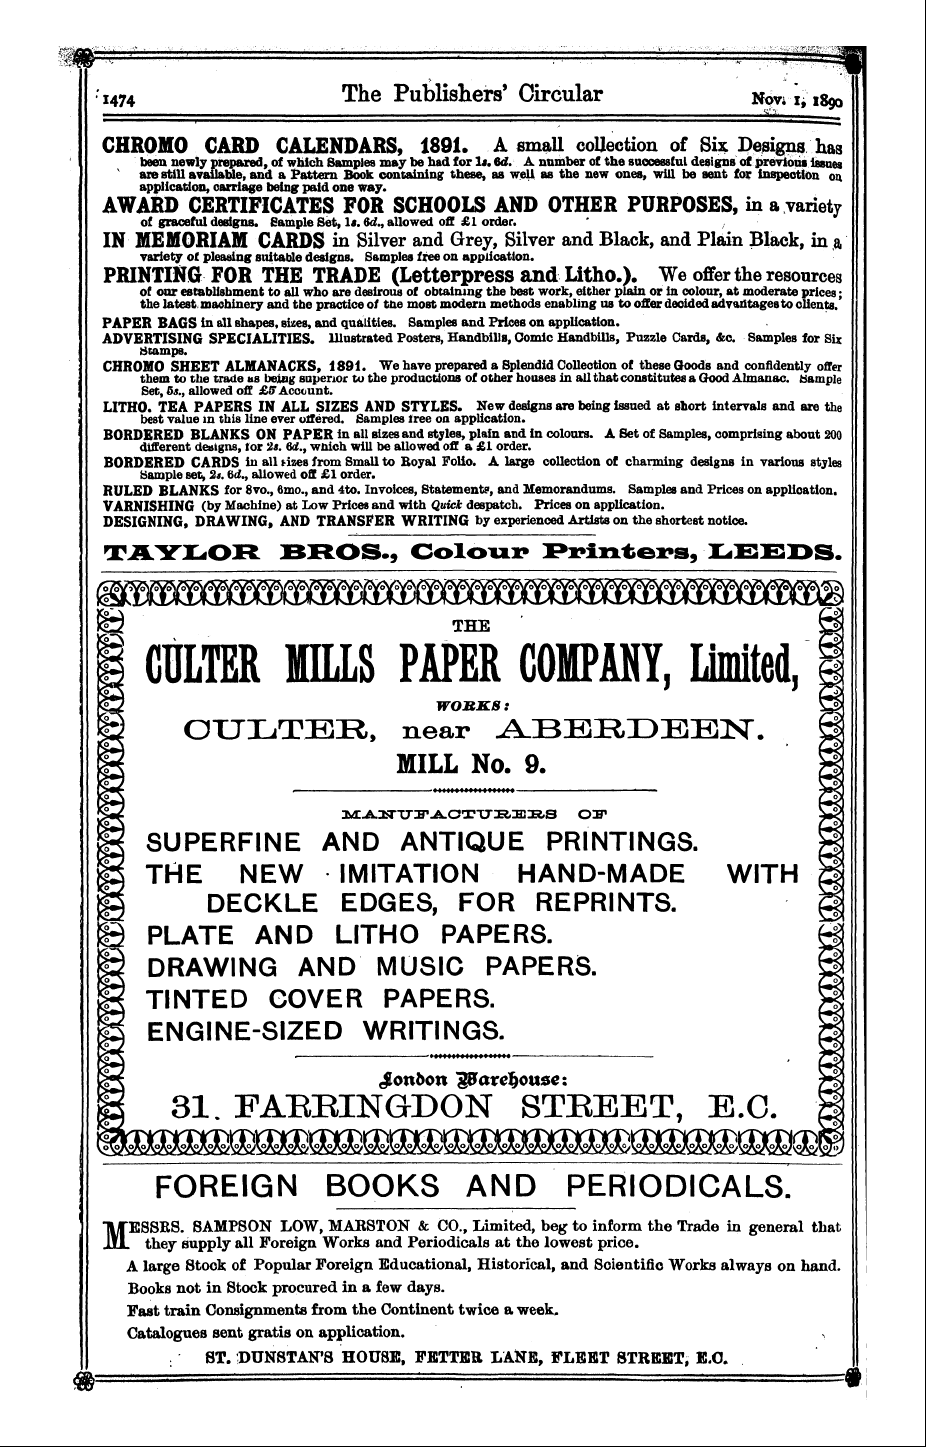 1474 The Publishers' Circular Nov. 1, 1890
CHROMO CARD CALENDARS, 1891. A small collection of Six Designs has
been newly prepared, of which Samples may be had for 1s. 6d. A number of the successful designs of previous issues
are still available, and a Pattern Book containing these, as well as the new ones, will be sent for inspection on
application, carriage being paid one way.
AWARD CERTIFICATES FOR SCHOOLS AND OTHER PURPOSES, in a variety
of graceful designs. Sample Set, 1s. 6d., allowed off £1 order.
IN MEMORIAM CARDS in Silver and Grey, Silver and Black, and Plain Black, in a
variety of pleasing suitable designs. Samples free on application.
PRINTING FOR THE TRADE (Letterpress and Litho.). We offer the resources
of our establishment to all who are desirous of obtaining the best work, either plain or in colour, at moderate prices;
the latest machinery and the practice of the most modern methods enabling us to offer decided advantages to clients.
PAPER BAGS in all shapes, sizes, and qualities. Samples and Prices on application.
ADVERTISING SPECIALITIES. Illustrated Posters, Handbills, Comic Handbills, Puzzle Cards, &c. Samples for Six
Stamps.
CHROMO SHEET ALMANACKS, 1891. We have prepared a Splendid Collection of these Goods and confidently offer
them to the trade as being superior to the productions of other houses in all that constitutes a Good Almanac. Sample
Set, 5s., allowed off £5 Account.
LITHO. TEA PAPERS IN ALL SIZES AND STYLES. New designs are being issued at short intervals and are the
best value in this line ever offered. Samples free on application.
BORDERED BLANKS ON PAPER in all sizes and styles, plain and in colours. A Set of Samples, comprising about 200
different designs, for 2s. 6d., which will be allowed off a £1 order.
BORDERED CARDS in all sizes from Small to Royal Folio. A large collection of charming designs in various styles
Sample set, 2s. 6d., allowed off £1 order.
RULED BLANKS for 8vo., 6mo., and 4to. Invoices, Statements, and Memorandums. Samples and Prices on application.
VARNISHING (by Machine) at Low Prices and with Quick despatch. Prices on application.
DESIGNING, DRAWING, AND TRANSFER WRITING by experienced Artists on the shortest notice.
TAYLOR BROS., Colour Printers, LEEDS.
THE
CULTER MILLS PAPER COMPANY, Limited,
WORKS:
CULTER, near ABERDEEN.
MILL No. 9.
MANUFACTURERS OF
SUPERFINE AND ANTIQUE PRINTINGS.
THE NEW IMITATION HAND-MADE WITH
DECKLE EDGES, FOR REPRINTS.
PLATE AND LITHO PAPERS.
DRAWING AND MUSIC PAPERS.
TINTED COVER PAPERS.
ENGINE-SIZED WRITINGS.
London Warehouse:
31. FARRINGDON STREET, E.C.
FOREIGN BOOKS AND PERIODICALS.
MESSRS. SAMPSON LOW, MARSTON & CO., Limited, beg to inform the Trade in general that
they supply all Foreign Works and Periodicals at the lowest price.
A large Stock of Popular Foreign Educational, Historical, and Scientific Works always on hand.
Books not in Stock procured in a few days.
Fast train Consignments from the Continent twice a week.
Catalogues sent gratis on application.
ST. DUNSTAN'S HOUSE, FETTER LANE, FLEET STREET, E.C.